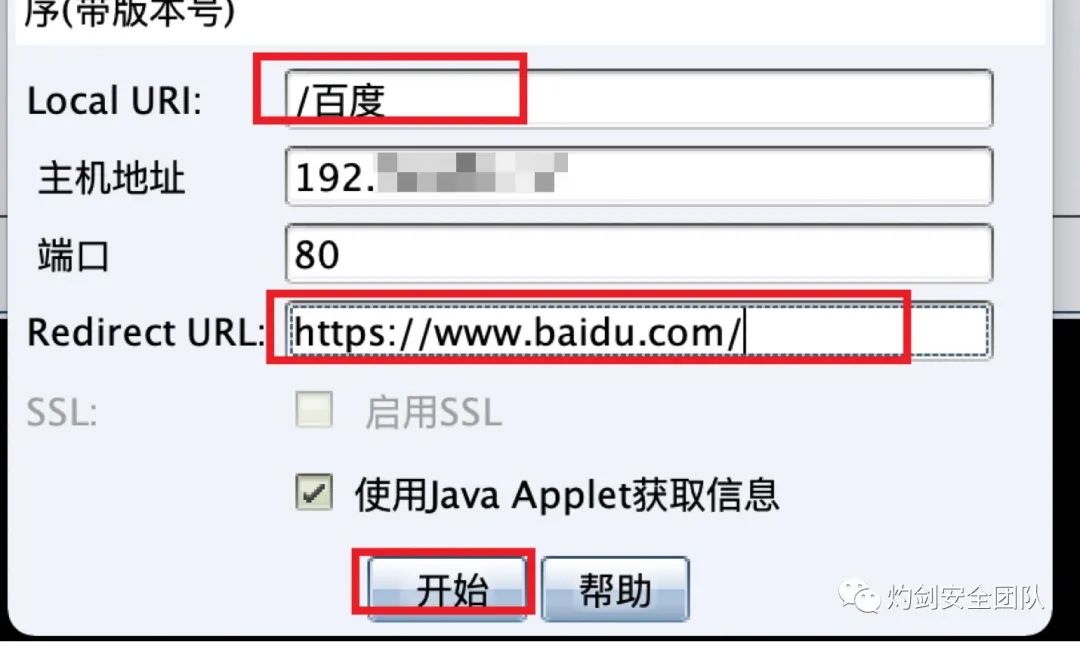 序(带版本号)
Local URI: /百度
主机地址 192.
端口 80
Redirect URL: https://www.baidu.com/
SSL: 启用SSL
使用Java Applet获取信息
开始 帮助
灼剑安全团队